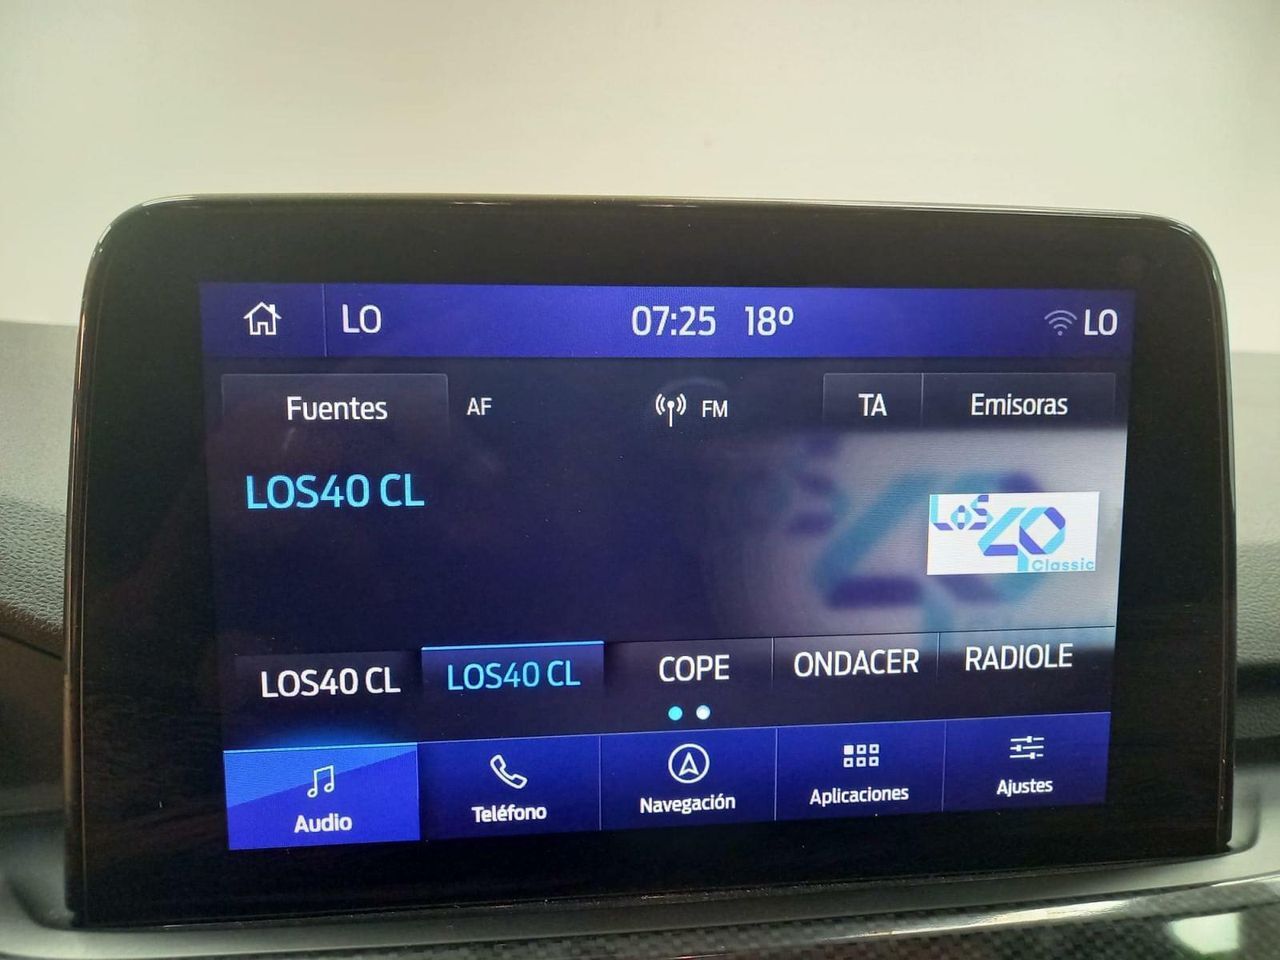 LO
07:25 18º
LO
Fuentes
AF
FM
TA
Emisoras
LOS40 CL
LoS
40
Classic
LOS40 CL
LOS40 CL
COPE
ONDACER
RADIOLE
Audio
Teléfono
Navegación
Aplicaciones
Ajustes